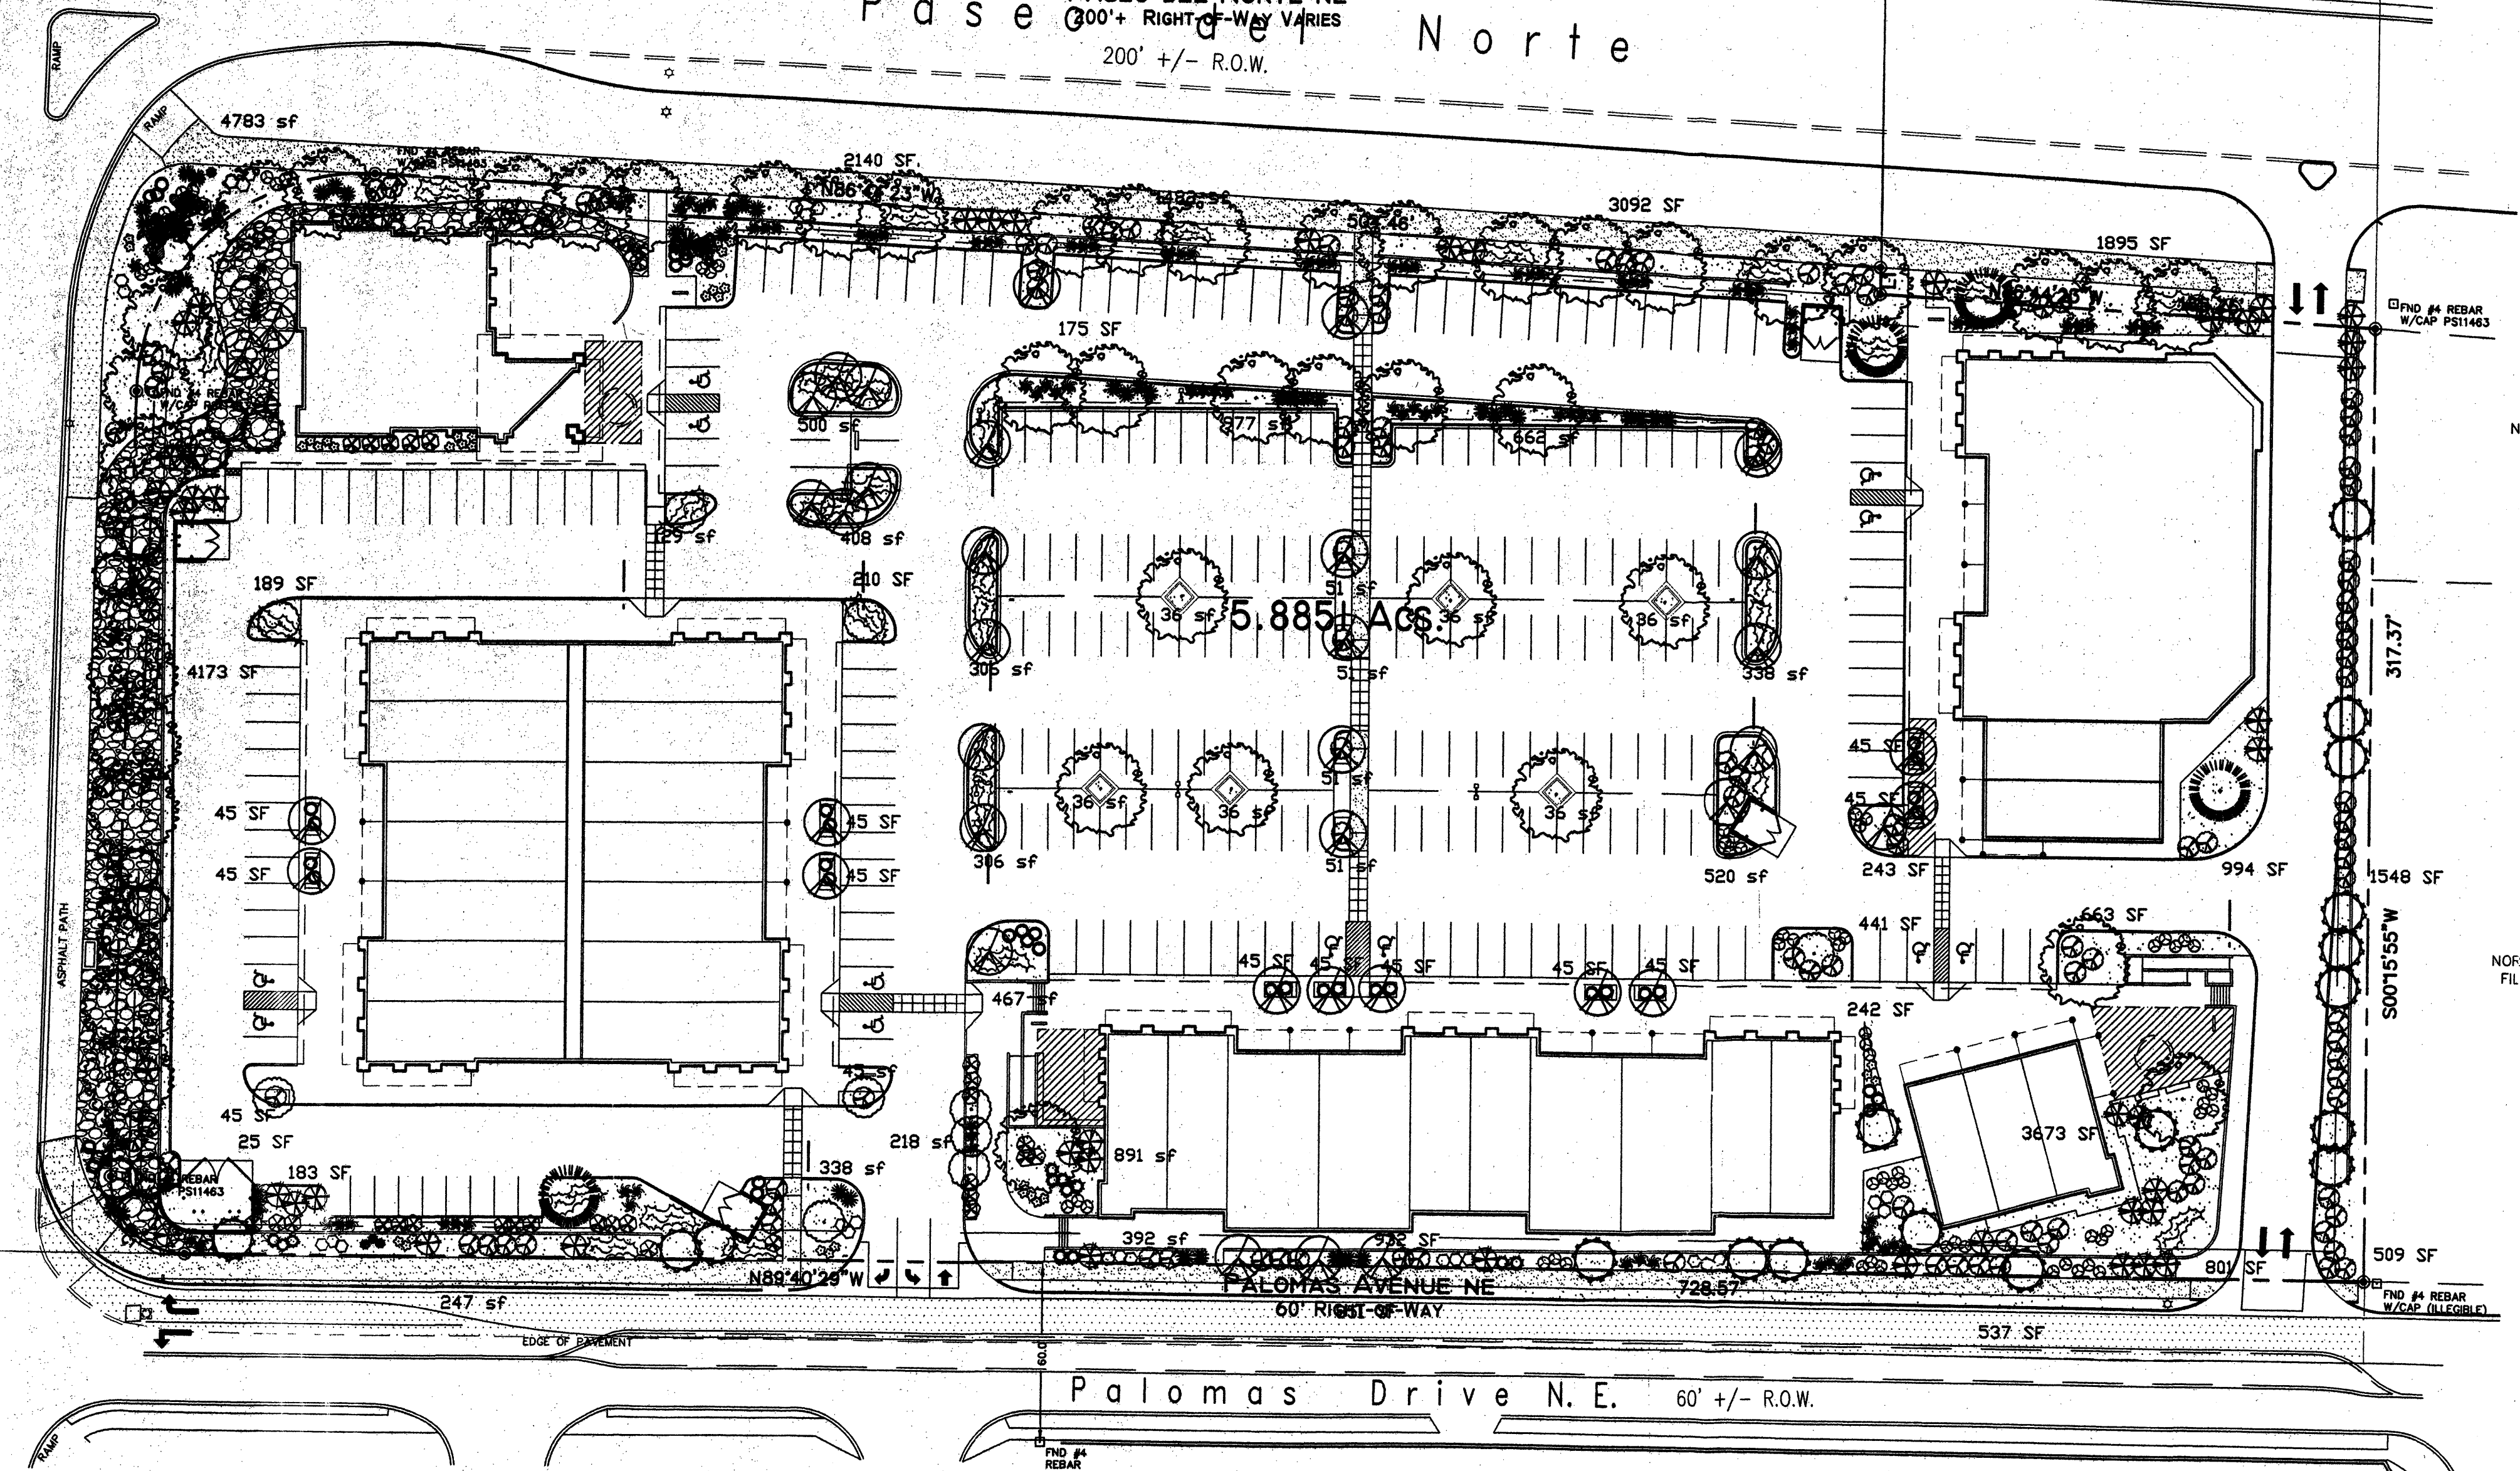 Paseo del Norte
200'+ RIGHT-OF-WAY VARIES
200' +/- R.O.W.
RAMP
RAMP
4783 sf
FND #4 REBAR
W/CAP PS11463
2140 SF.
3092 SF
1895 SF
FND #4 REBAR
W/CAP PS11463
175 SF
500 sf
662 sf
129 sf
408 sf
189 SF
210 SF
5.885 Acs.
36 sf
51 sf
36 sf
36 sf
306 sf
51 sf
338 sf
317.37'
4173 SF
45 SF
45 SF
45 SF
36 sf
36 sf
51 sf
36 sf
45 SF
45 SF
45 SF
306 sf
51 sf
520 sf
243 SF
994 SF
1548 SF
ASPHALT PATH
441 SF
663 SF
S00°15'55"W
45 SF
45 SF
45 SF
45 SF
45 SF
467 sf
242 SF
45 sf
45 SF
25 SF
218 sf
891 sf
3673 SF
183 SF
338 sf
REBAR
PS11463
392 sf
932 SF
801 SF
509 SF
N89°40'29"W
PALOMAS AVENUE NE
728.57
FND #4 REBAR
W/CAP (ILLEGIBLE)
247 sf
60' RIGHT-OF-WAY
537 SF
EDGE OF PAVEMENT
60.0
Palomas Drive N.E.
60' +/- R.O.W.
RAMP
FND #4
REBAR